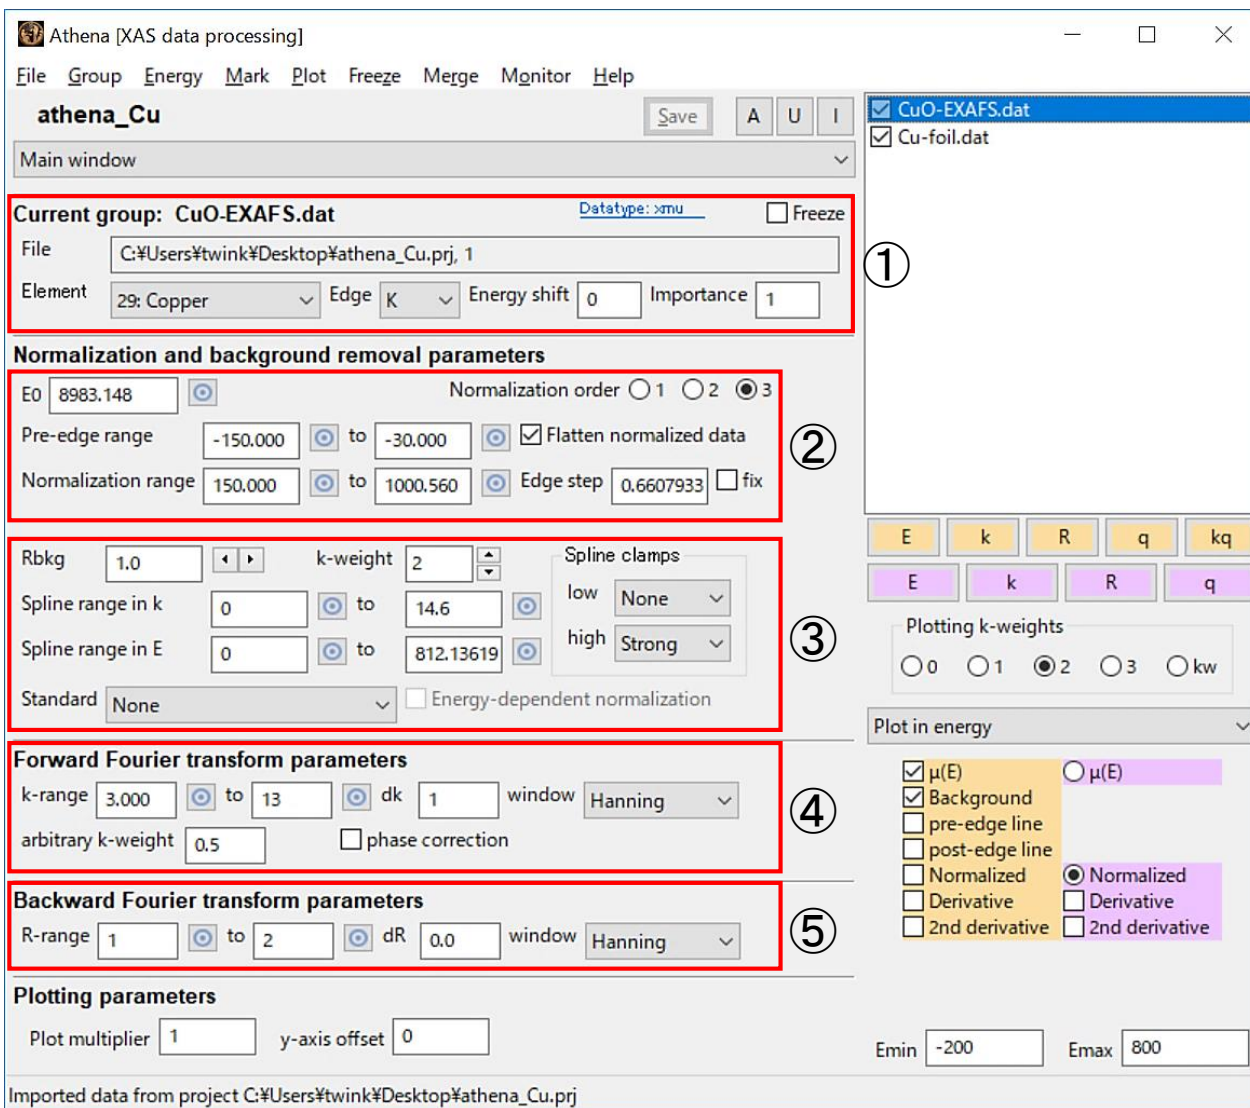 Athena [XAS data processing]
File Group Energy Mark Plot Freeze Merge Monitor Help
athena_Cu Save A U I
Main window
Current group: CuO-EXAFS.dat Datatype: xmu Freeze
File C:¥Users¥twink¥Desktop¥athena_Cu.prj, 1
Element 29: Copper Edge K Energy shift 0 Importance 1
①
Normalization and background removal parameters
E0 8983.148 Normalization order 1 2 3
Pre-edge range -150.000 to -30.000 Flatten normalized data
Normalization range 150.000 to 1000.560 Edge step 0.6607933 fix
②
Rbkg 1.0 k-weight 2 Spline clamps
Spline range in k 0 to 14.6 low None
Spline range in E 0 to 812.13619 high Strong
Standard None Energy-dependent normalization
③
Forward Fourier transform parameters
k-range 3.000 to 13 dk 1 window Hanning
arbitrary k-weight 0.5 phase correction
④
Backward Fourier transform parameters
R-range 1 to 2 dR 0.0 window Hanning
⑤
Plotting parameters
Plot multiplier 1 y-axis offset 0
Imported data from project C:¥Users¥twink¥Desktop¥athena_Cu.prj
CuO-EXAFS.dat
Cu-foil.dat
E k R q kq
E k R q
Plotting k-weights
0 1 2 3 kw
Plot in energy
μ(E) μ(E)
Background
pre-edge line
post-edge line
Normalized Normalized
Derivative Derivative
2nd derivative 2nd derivative
Emin -200 Emax 800